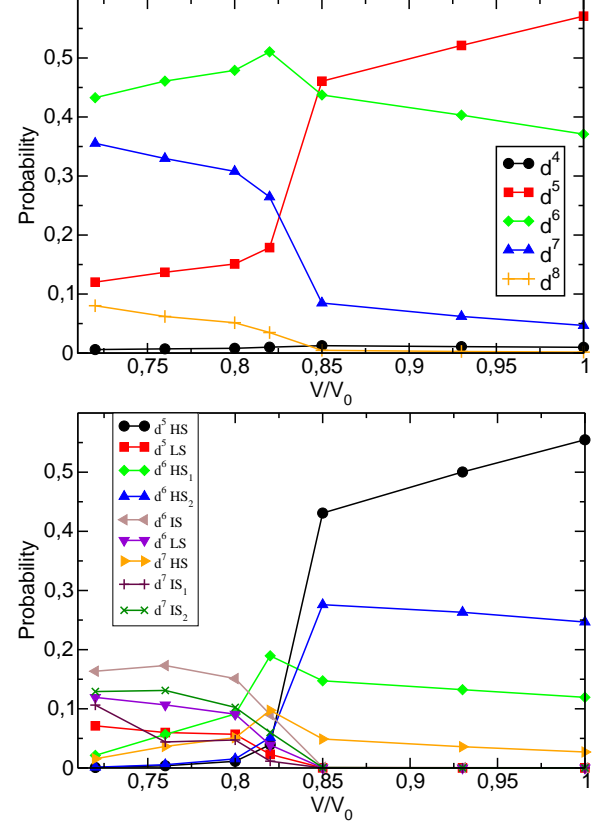 0,5
0,4
0,3
0,2
0,1
0
Probability
d⁴
d⁵
d⁶
d⁷
d⁸
0,75 0,8 0,85 0,9 0,95 1
V/V₀
d⁵ HS
d⁵ LS
d⁶ HS₁
d⁶ HS₂
d⁶ IS
d⁶ LS
d⁷ HS
d⁷ IS₁
d⁷ IS₂
0,5
0,4
0,3
0,2
0,1
0
Probability
0,75 0,8 0,85 0,9 0,95 1
V/V₀